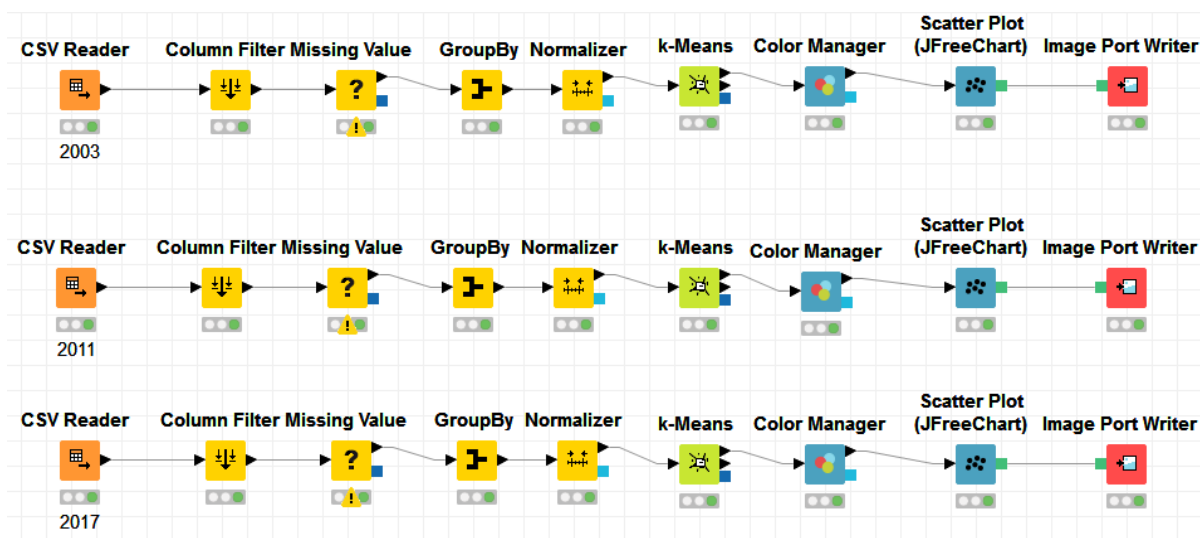 Scatter Plot
CSV Reader Column Filter Missing Value GroupBy Normalizer k-Means Color Manager (JFreeChart) Image Port Writer
2003
Scatter Plot
CSV Reader Column Filter Missing Value GroupBy Normalizer k-Means Color Manager (JFreeChart) Image Port Writer
2011
Scatter Plot
CSV Reader Column Filter Missing Value GroupBy Normalizer k-Means Color Manager (JFreeChart) Image Port Writer
2017